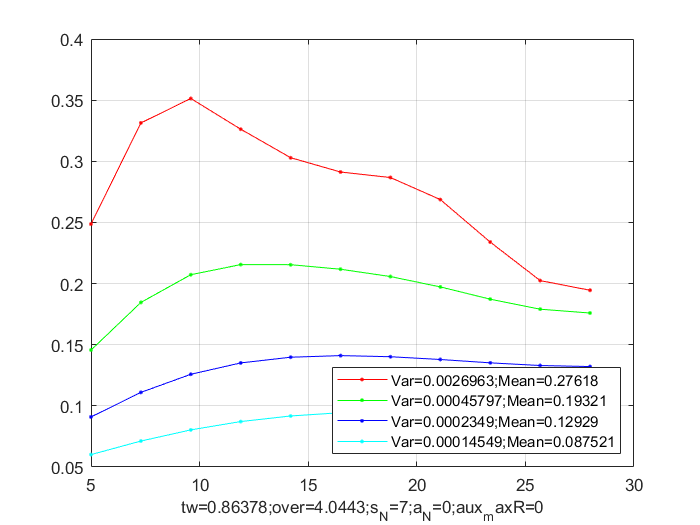 0.4
0.35
0.3
0.25
0.2
0.15
0.1
0.05
Var=0.0026963;Mean=0.27618
Var=0.00045797;Mean=0.19321
Var=0.0002349;Mean=0.12929
Var=0.00014549;Mean=0.087521
5 10 15 20 25 30
tw=0.86378;over=4.0443;s_N=7;a_N=0;aux_maxR=0